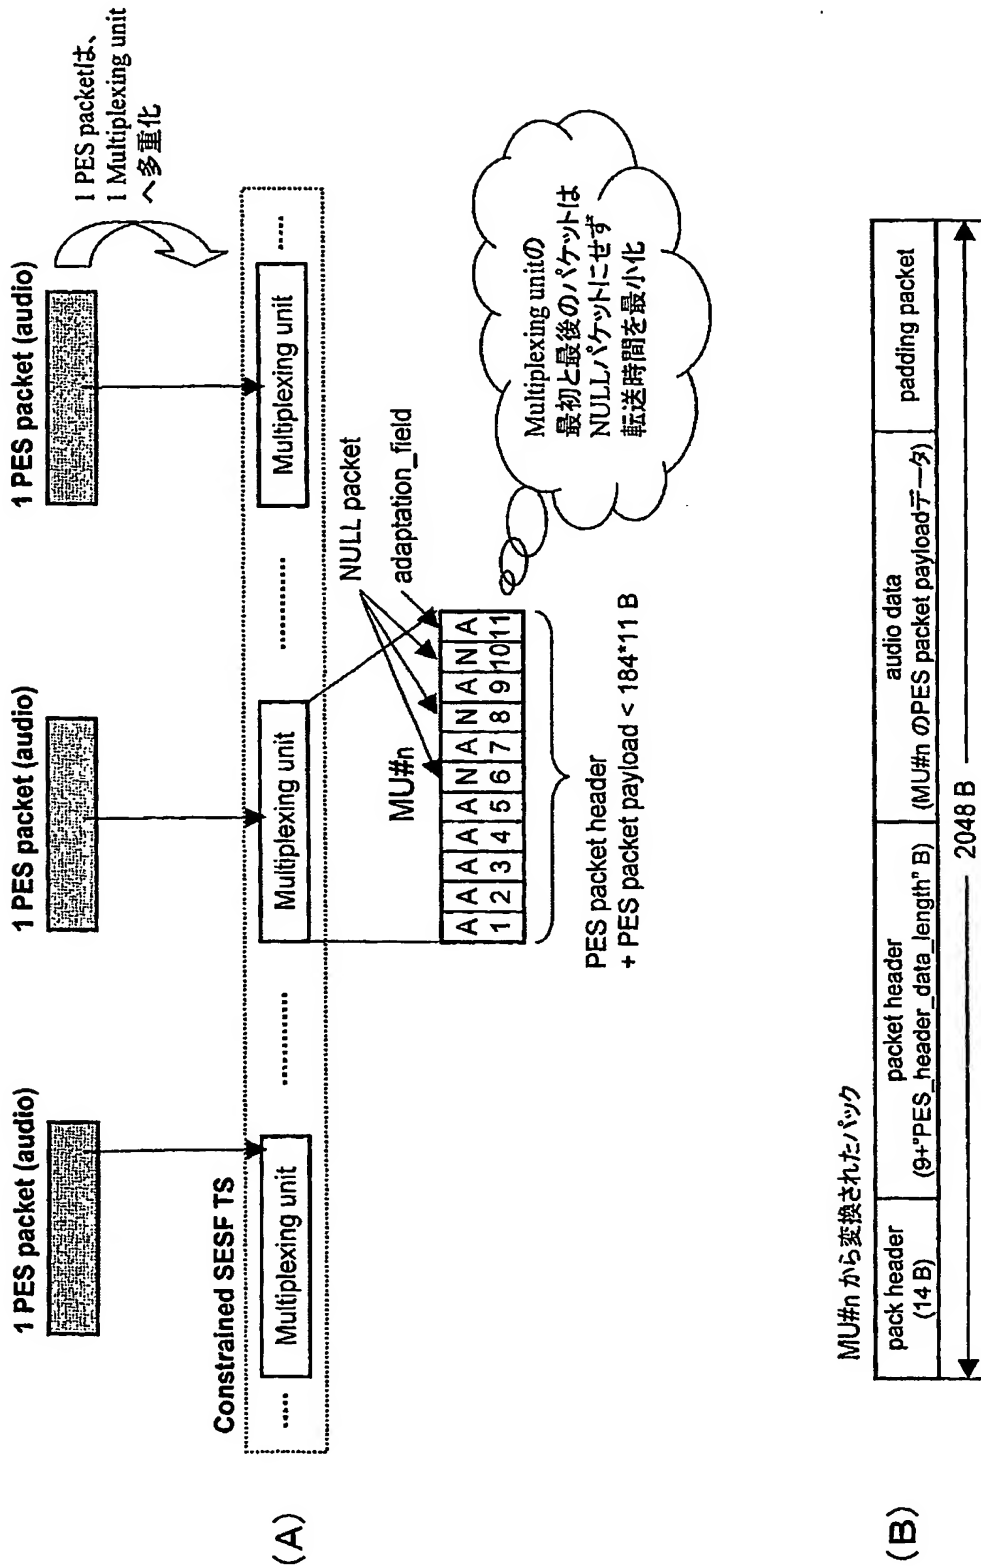 (A)
1 PES packet (audio)
1 PES packet (audio)
1 PES packet (audio)
1 PES packetは、
1 Multiplexing unit
へ多重化
Constrained SESF TS
Multiplexing unit
Multiplexing unit
Multiplexing unit
MU#n
NULL packet
adaptation_field
A A A A A N A N A N A
1 2 3 4 5 6 7 8 9 10 11
PES packet header
+ PES packet payload < 184*11 B
Multiplexing unitの
最初と最後のパケットは
NULLパケットにせず
転送時間を最小化
(B)
MU#n から変換されたパック
pack header
(14 B)
packet header
(9+"PES_header_data_length" B)
audio data
(MU#n のPES packet payloadデータ)
padding packet
2048 B